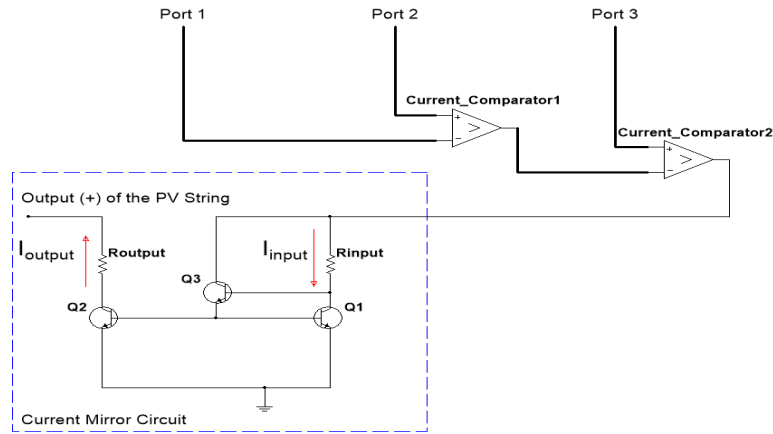 Port 1
Port 2
Port 3
Current_Comparator1
+
>
−
Current_Comparator2
+
>
−
Output (+) of the PV String
Ioutput
Routput
Iinput
Rinput
Q3
Q2
Q1
Current Mirror Circuit